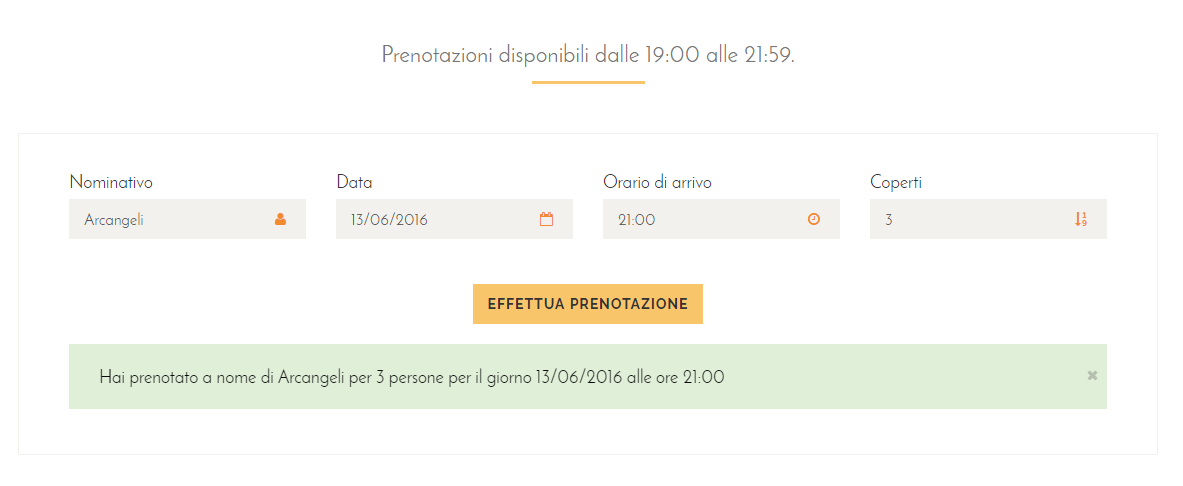 Prenotazioni disponibili dalle 19:00 alle 21:59.
Nominativo Data Orario di arrivo Coperti
Arcangeli 13/06/2016 21:00 3
EFFETTUA PRENOTAZIONE
Hai prenotato a nome di Arcangeli per 3 persone per il giorno 13/06/2016 alle ore 21:00